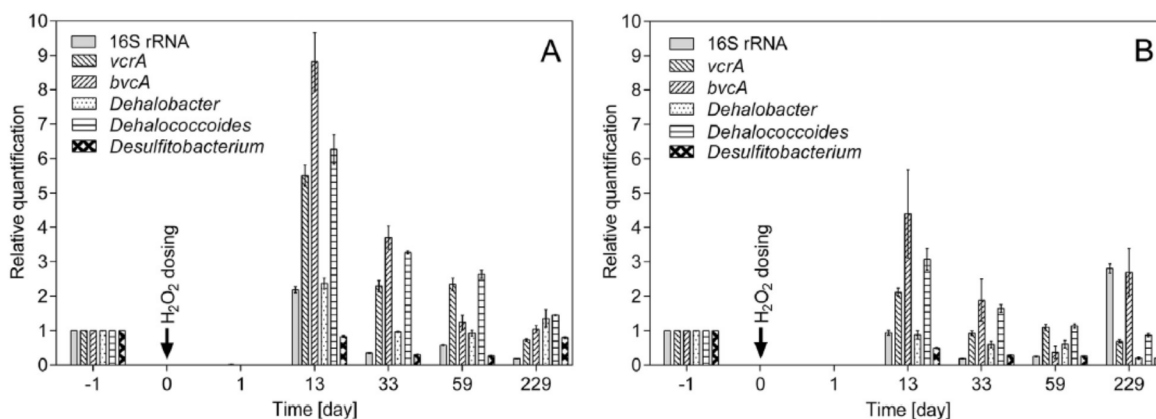 A
Relative quantification
10
9
8
7
6
5
4
3
2
1
0
16S rRNA
vcrA
bvcA
Dehalobacter
Dehalococcoides
Desulfitobacterium
H₂O₂ dosing
-1 0 1 13 33 59 229
Time [day]
B
Relative quantification
10
9
8
7
6
5
4
3
2
1
0
16S rRNA
vcrA
bvcA
Dehalobacter
Dehalococcoides
Desulfitobacterium
H₂O₂ dosing
-1 0 1 13 33 59 229
Time [day]